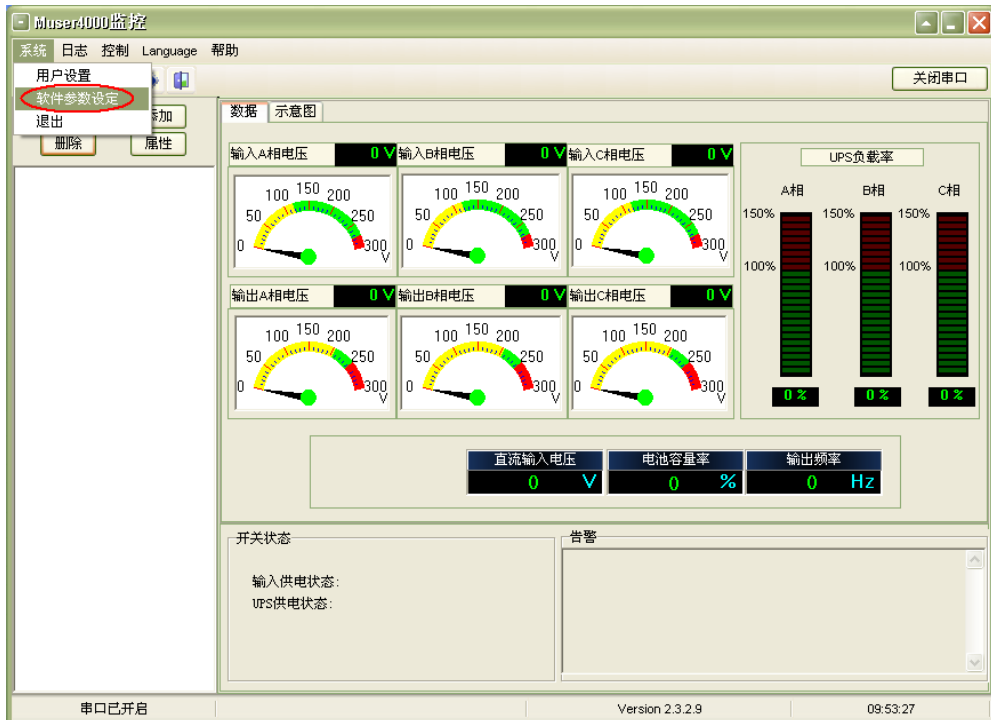 Muser4000监控
系统 日志 控制 Language 帮助
用户设置
软件参数设定
退出
关闭串口
添加
删除 属性
数据 示意图
输入A相电压 0 V 输入B相电压 0 V 输入C相电压 0 V
0 50 100 150 200 250 300 V
0 50 100 150 200 250 300 V
0 50 100 150 200 250 300 V
输出A相电压 0 V 输出B相电压 0 V 输出C相电压 0 V
0 50 100 150 200 250 300 V
0 50 100 150 200 250 300 V
0 50 100 150 200 250 300 V
UPS负载率
A相 B相 C相
150% 150% 150%
100% 100% 100%
0 % 0 % 0 %
直流输入电压 电池容量率 输出频率
0 V 0 % 0 Hz
开关状态
输入供电状态:
UPS供电状态:
告警
串口已开启 Version 2.3.2.9 09:53:27